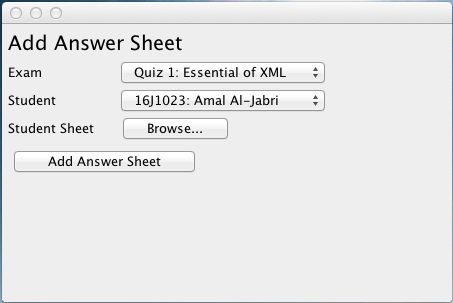 Add Answer Sheet
Exam Quiz 1: Essential of XML
Student 16J1023: Amal Al-Jabri
Student Sheet Browse...
Add Answer Sheet